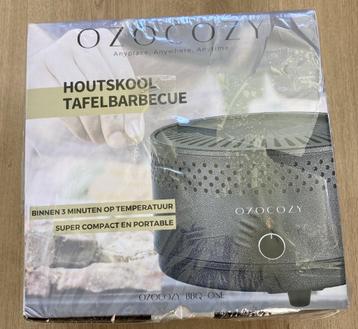 OZOCOZY
Anyplace, Anywhere, Anytime
HOUTSKOOL
TAFELBARBECUE
OZOCOZY
BINNEN 3 MINUTEN OP TEMPERATUUR
SUPER COMPACT EN PORTABLE
OZOCOZY BBQ-ONE